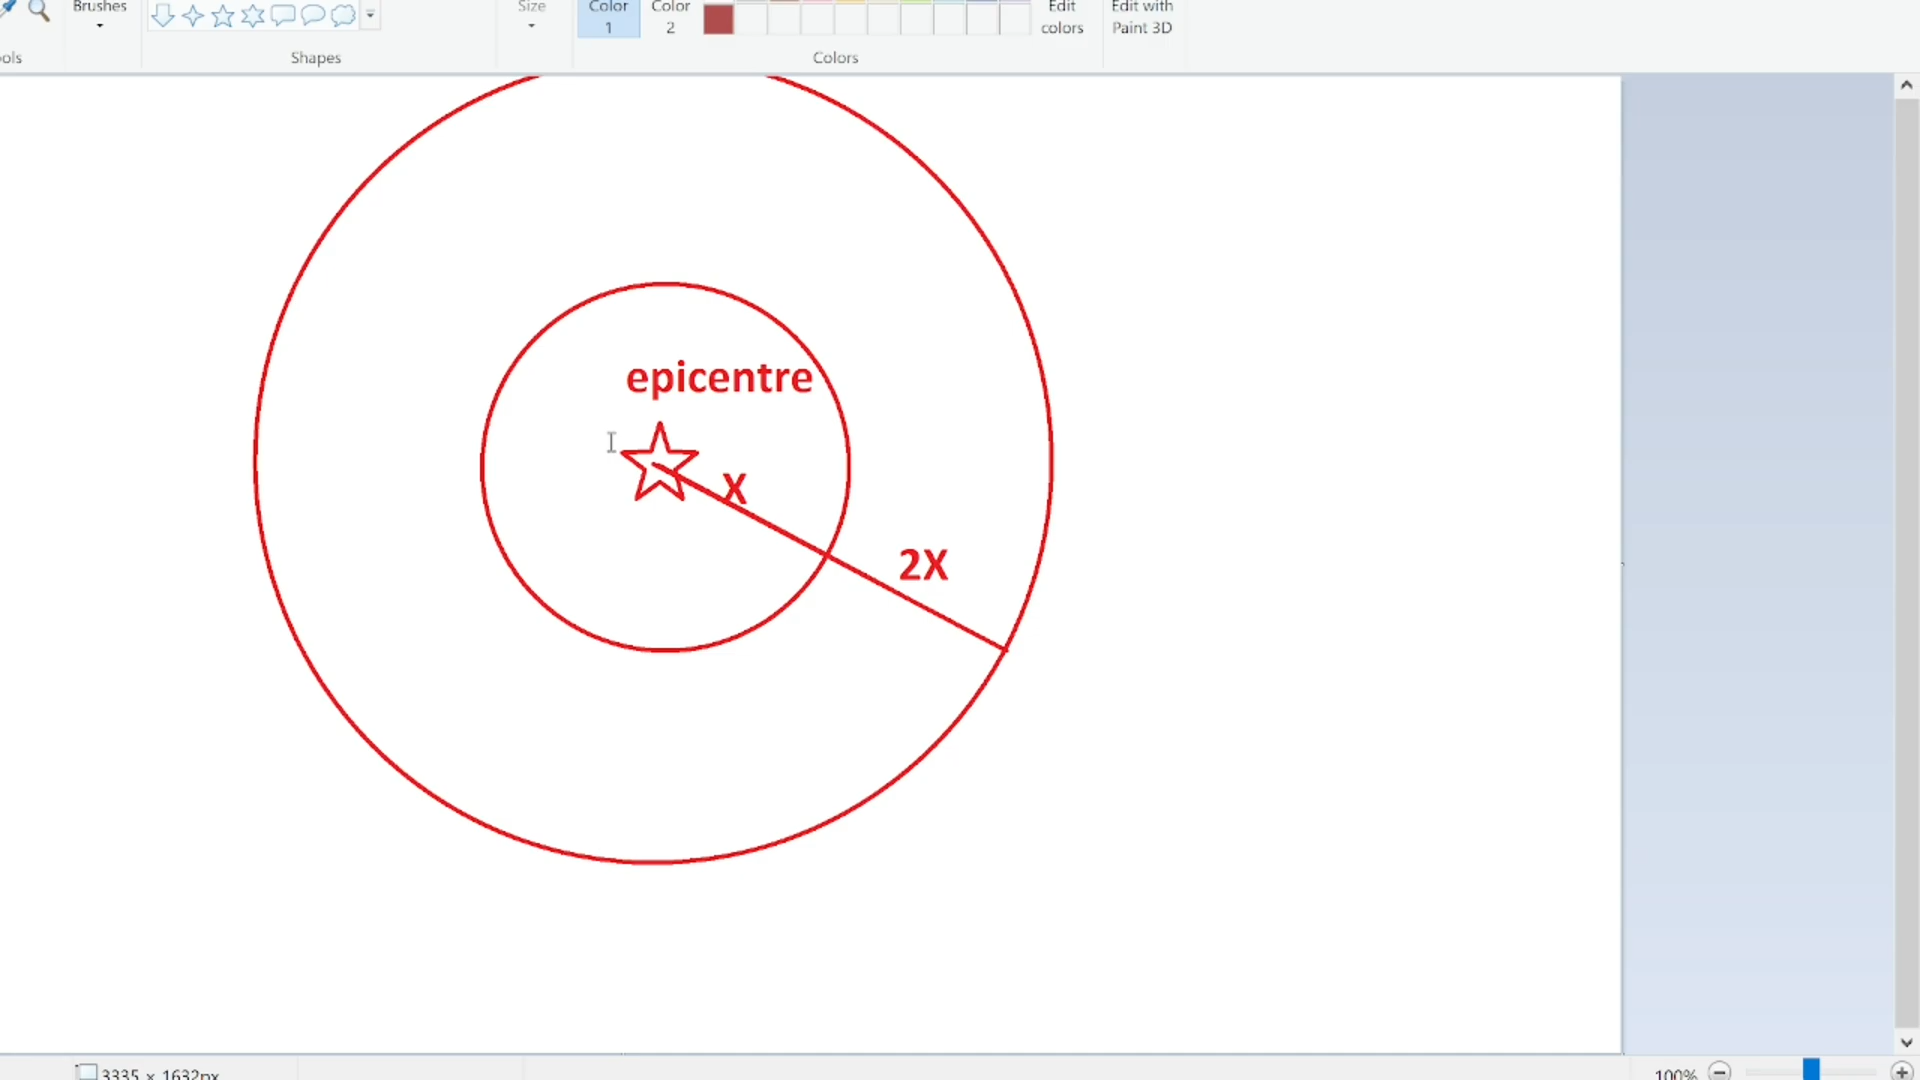 Brushes
Size
Color
1
Color
2
Edit
colors
Edit with
Paint 3D
ols
Shapes
Colors
epicentre
X
2X
3335 × 1632px
100%